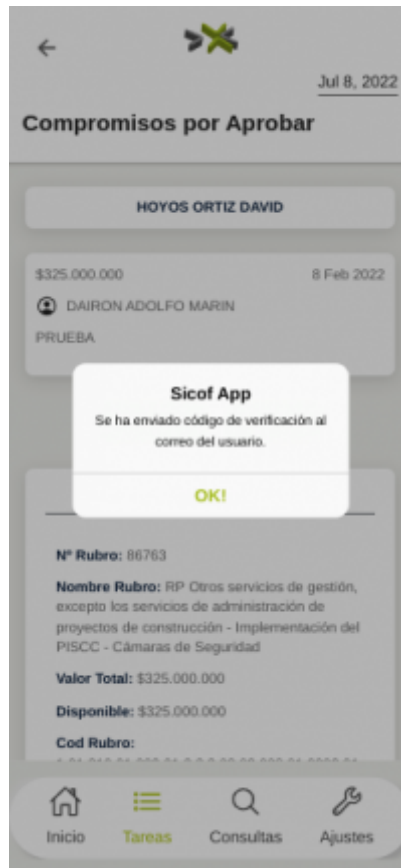 Jul 8, 2022
Compromisos por Aprobar
HOYOS ORTIZ DAVID
$325.000.000 8 Feb 2022
DAIRON ADOLFO MARIN
PRUEBA
Sicof App
Se ha enviado código de verificación al
correo del usuario.
OK!
Nº Rubro: 86763
Nombre Rubro: RP Otros servicios de gestión,
excepto los servicios de administración de
proyectos de construcción - Implementación del
PISCC - Cámaras de Seguridad
Valor Total: $325.000.000
Disponible: $325.000.000
Cod Rubro:
Inicio Tareas Consultas Ajustes